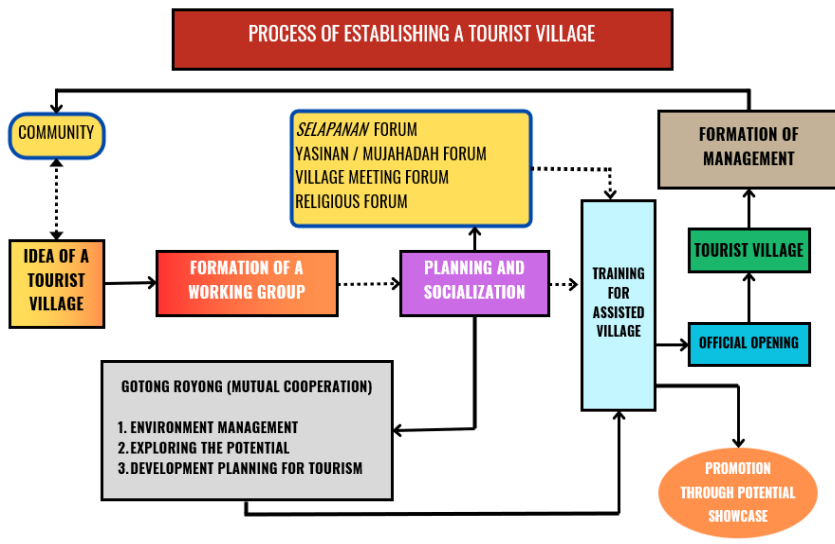 PROCESS OF ESTABLISHING A TOURIST VILLAGE
COMMUNITY
SELAPANAN FORUM
YASINAN / MUJAHADAH FORUM
VILLAGE MEETING FORUM
RELIGIOUS FORUM
FORMATION OF
MANAGEMENT
IDEA OF A
TOURIST
VILLAGE
FORMATION OF A
WORKING GROUP
PLANNING AND
SOCIALIZATION
TRAINING
FOR
ASSISTED
VILLAGE
TOURIST VILLAGE
OFFICIAL OPENING
GOTONG ROYONG (MUTUAL COOPERATION)
1. ENVIRONMENT MANAGEMENT
2. EXPLORING THE POTENTIAL
3. DEVELOPMENT PLANNING FOR TOURISM
PROMOTION
THROUGH POTENTIAL
SHOWCASE